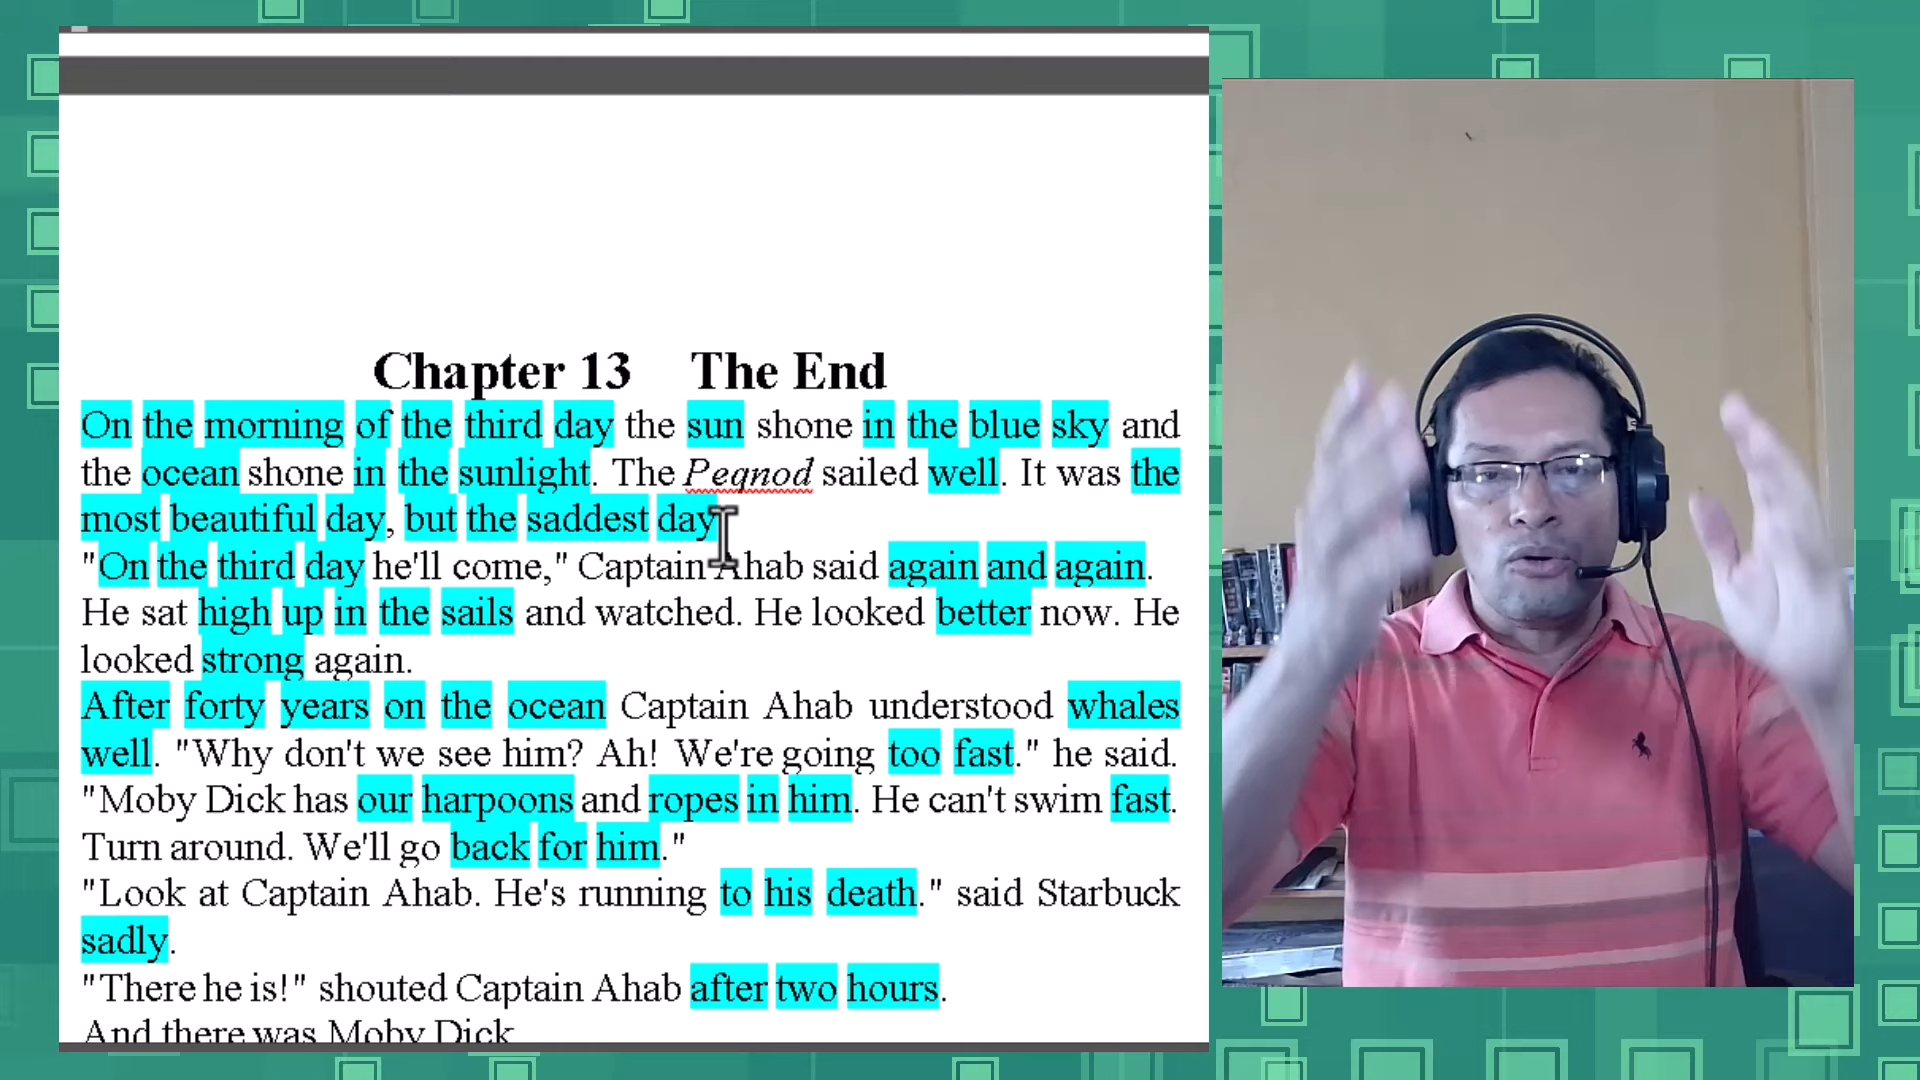 Chapter 13 The End
On the morning of the third day the sun shone in the blue sky and
the ocean shone in the sunlight. The Peqnod sailed well. It was the
most beautiful day, but the saddest day
"On the third day he'll come," Captain Ahab said again and again.
He sat high up in the sails and watched. He looked better now. He
looked strong again.
After forty years on the ocean Captain Ahab understood whales
well. "Why don't we see him? Ah! We're going too fast." he said.
"Moby Dick has our harpoons and ropes in him. He can't swim fast.
Turn around. We'll go back for him."
"Look at Captain Ahab. He's running to his death." said Starbuck
sadly.
"There he is!" shouted Captain Ahab after two hours.
And there was Moby Dick